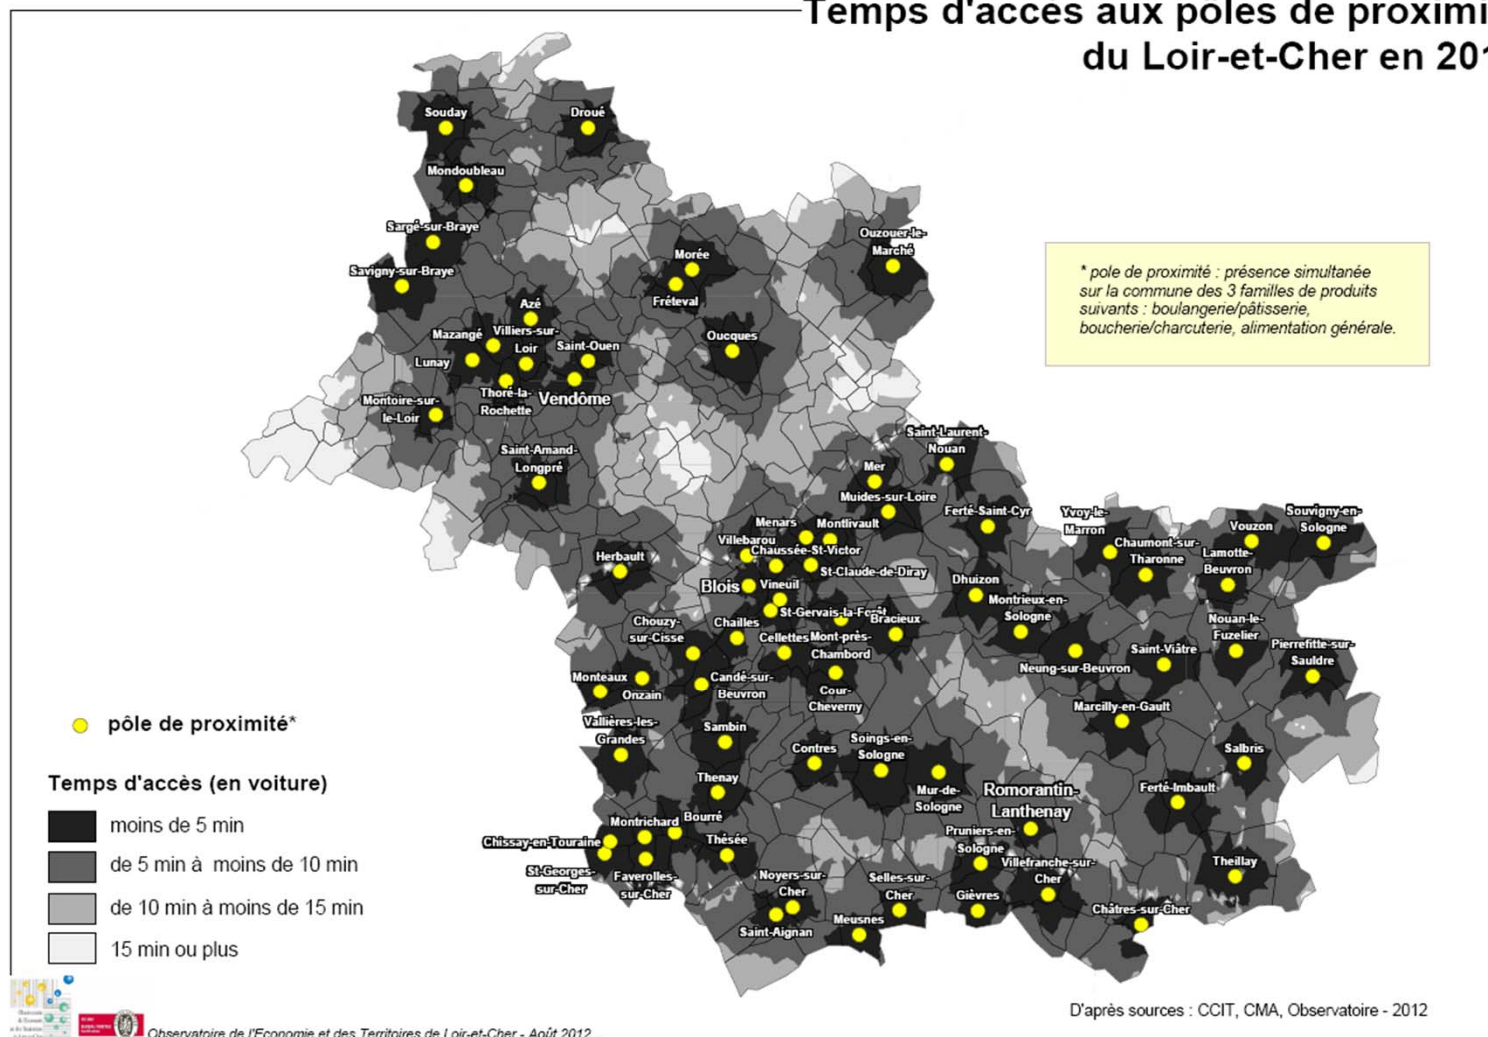 Temps d'accès aux pôles de proximi
du Loir-et-Cher en 201
Souday
Droué
Mondoubleau
Sargé-sur-Braye
Ouzouer-le-
Marché
Morée
Savigny-sur-Braye
Fréteval
Azé
Mazangé
Villiers-sur-
Loir
Saint-Ouen
Oucques
Lunay
Thoré-la-
Rochette
Vendôme
Montoire-sur-
le-Loir
Saint-Amand-
Longpré
* pole de proximité : présence simultanée
sur la commune des 3 familles de produits
suivants : boulangerie/pâtisserie,
boucherie/charcuterie, alimentation générale.
Saint-Laurent-
Nouan
Mer
Muides-sur-Loire
Ferté-Saint-Cyr
Yvoy-le-
Marron
Chaumont-sur-
Tharonne
Vouzon
Souvigny-en-
Sologne
Lamotte-
Beuvron
Menars
Montlivault
Villebarou
Chaussée-St-Victor
Herbault
St-Claude-de-Diray
Blois
Vineuil
Dhuizon
Montrieux-en-
Sologne
St-Gervais-la-Forêt
Bracieux
Chouzy-
sur-Cisse
Chailles
Cellettes
Mont-près-
Chambord
Nouan-le-
Fuzelier
Neung-sur-Beuvron
Saint-Viâtre
Pierrefitte-sur-
Sauldre
Monteaux
Onzain
Candé-sur-
Beuvron
Cour-
Cheverny
Marcilly-en-Gault
Vallières-les-
Grandes
Sambin
Contres
Soings-en-
Sologne
Salbris
Thenay
Mur-de-
Sologne
Romorantin-
Lanthenay
Ferté-Imbault
Chissay-en-Touraine
Montrichard
Bourré
Thésée
Pruniers-en-
Sologne
Villefranche-sur-
Cher
Theillay
St-Georges-
sur-Cher
Faverolles-
sur-Cher
Noyers-sur-
Cher
Selles-sur-
Cher
Gièvres
Châtres-sur-Cher
Saint-Aignan
Meusnes
pôle de proximité*
Temps d'accès (en voiture)
moins de 5 min
de 5 min à moins de 10 min
de 10 min à moins de 15 min
15 min ou plus
D'après sources : CCIT, CMA, Observatoire - 2012
Observatoire de l'Economie et des Territoires de Loir-et-Cher - Août 2012